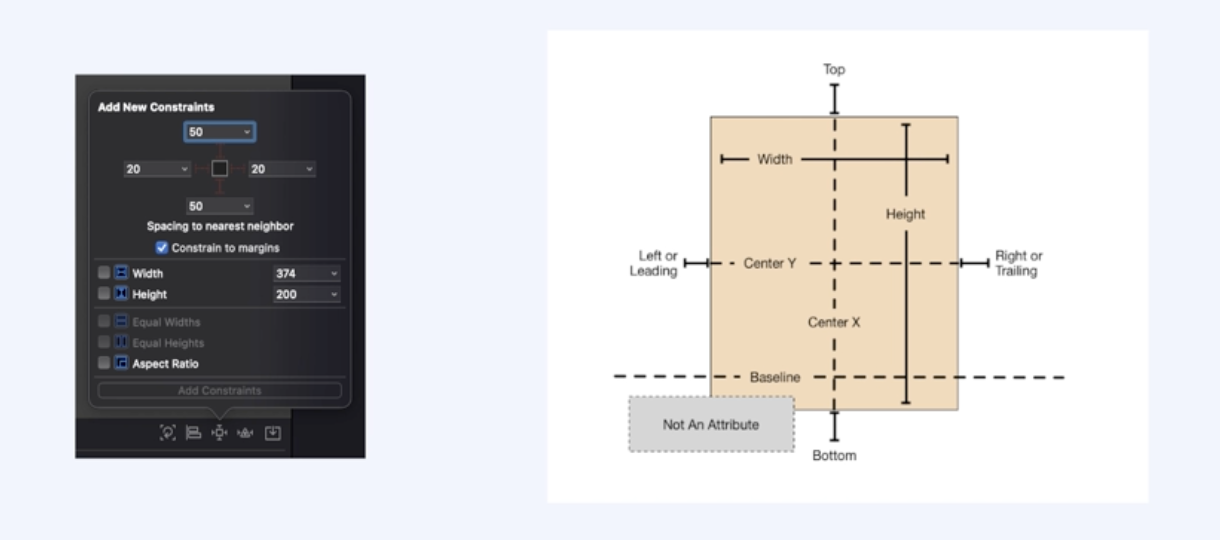 Add New Constraints
50
20
20
50
Spacing to nearest neighbor
Constrain to margins
Width 374
Height 200
Equal Widths
Equal Heights
Aspect Ratio
Add Constraints
Top
Width
Height
Left or
Leading
Center Y
Right or
Trailing
Center X
Baseline
Not An Attribute
Bottom